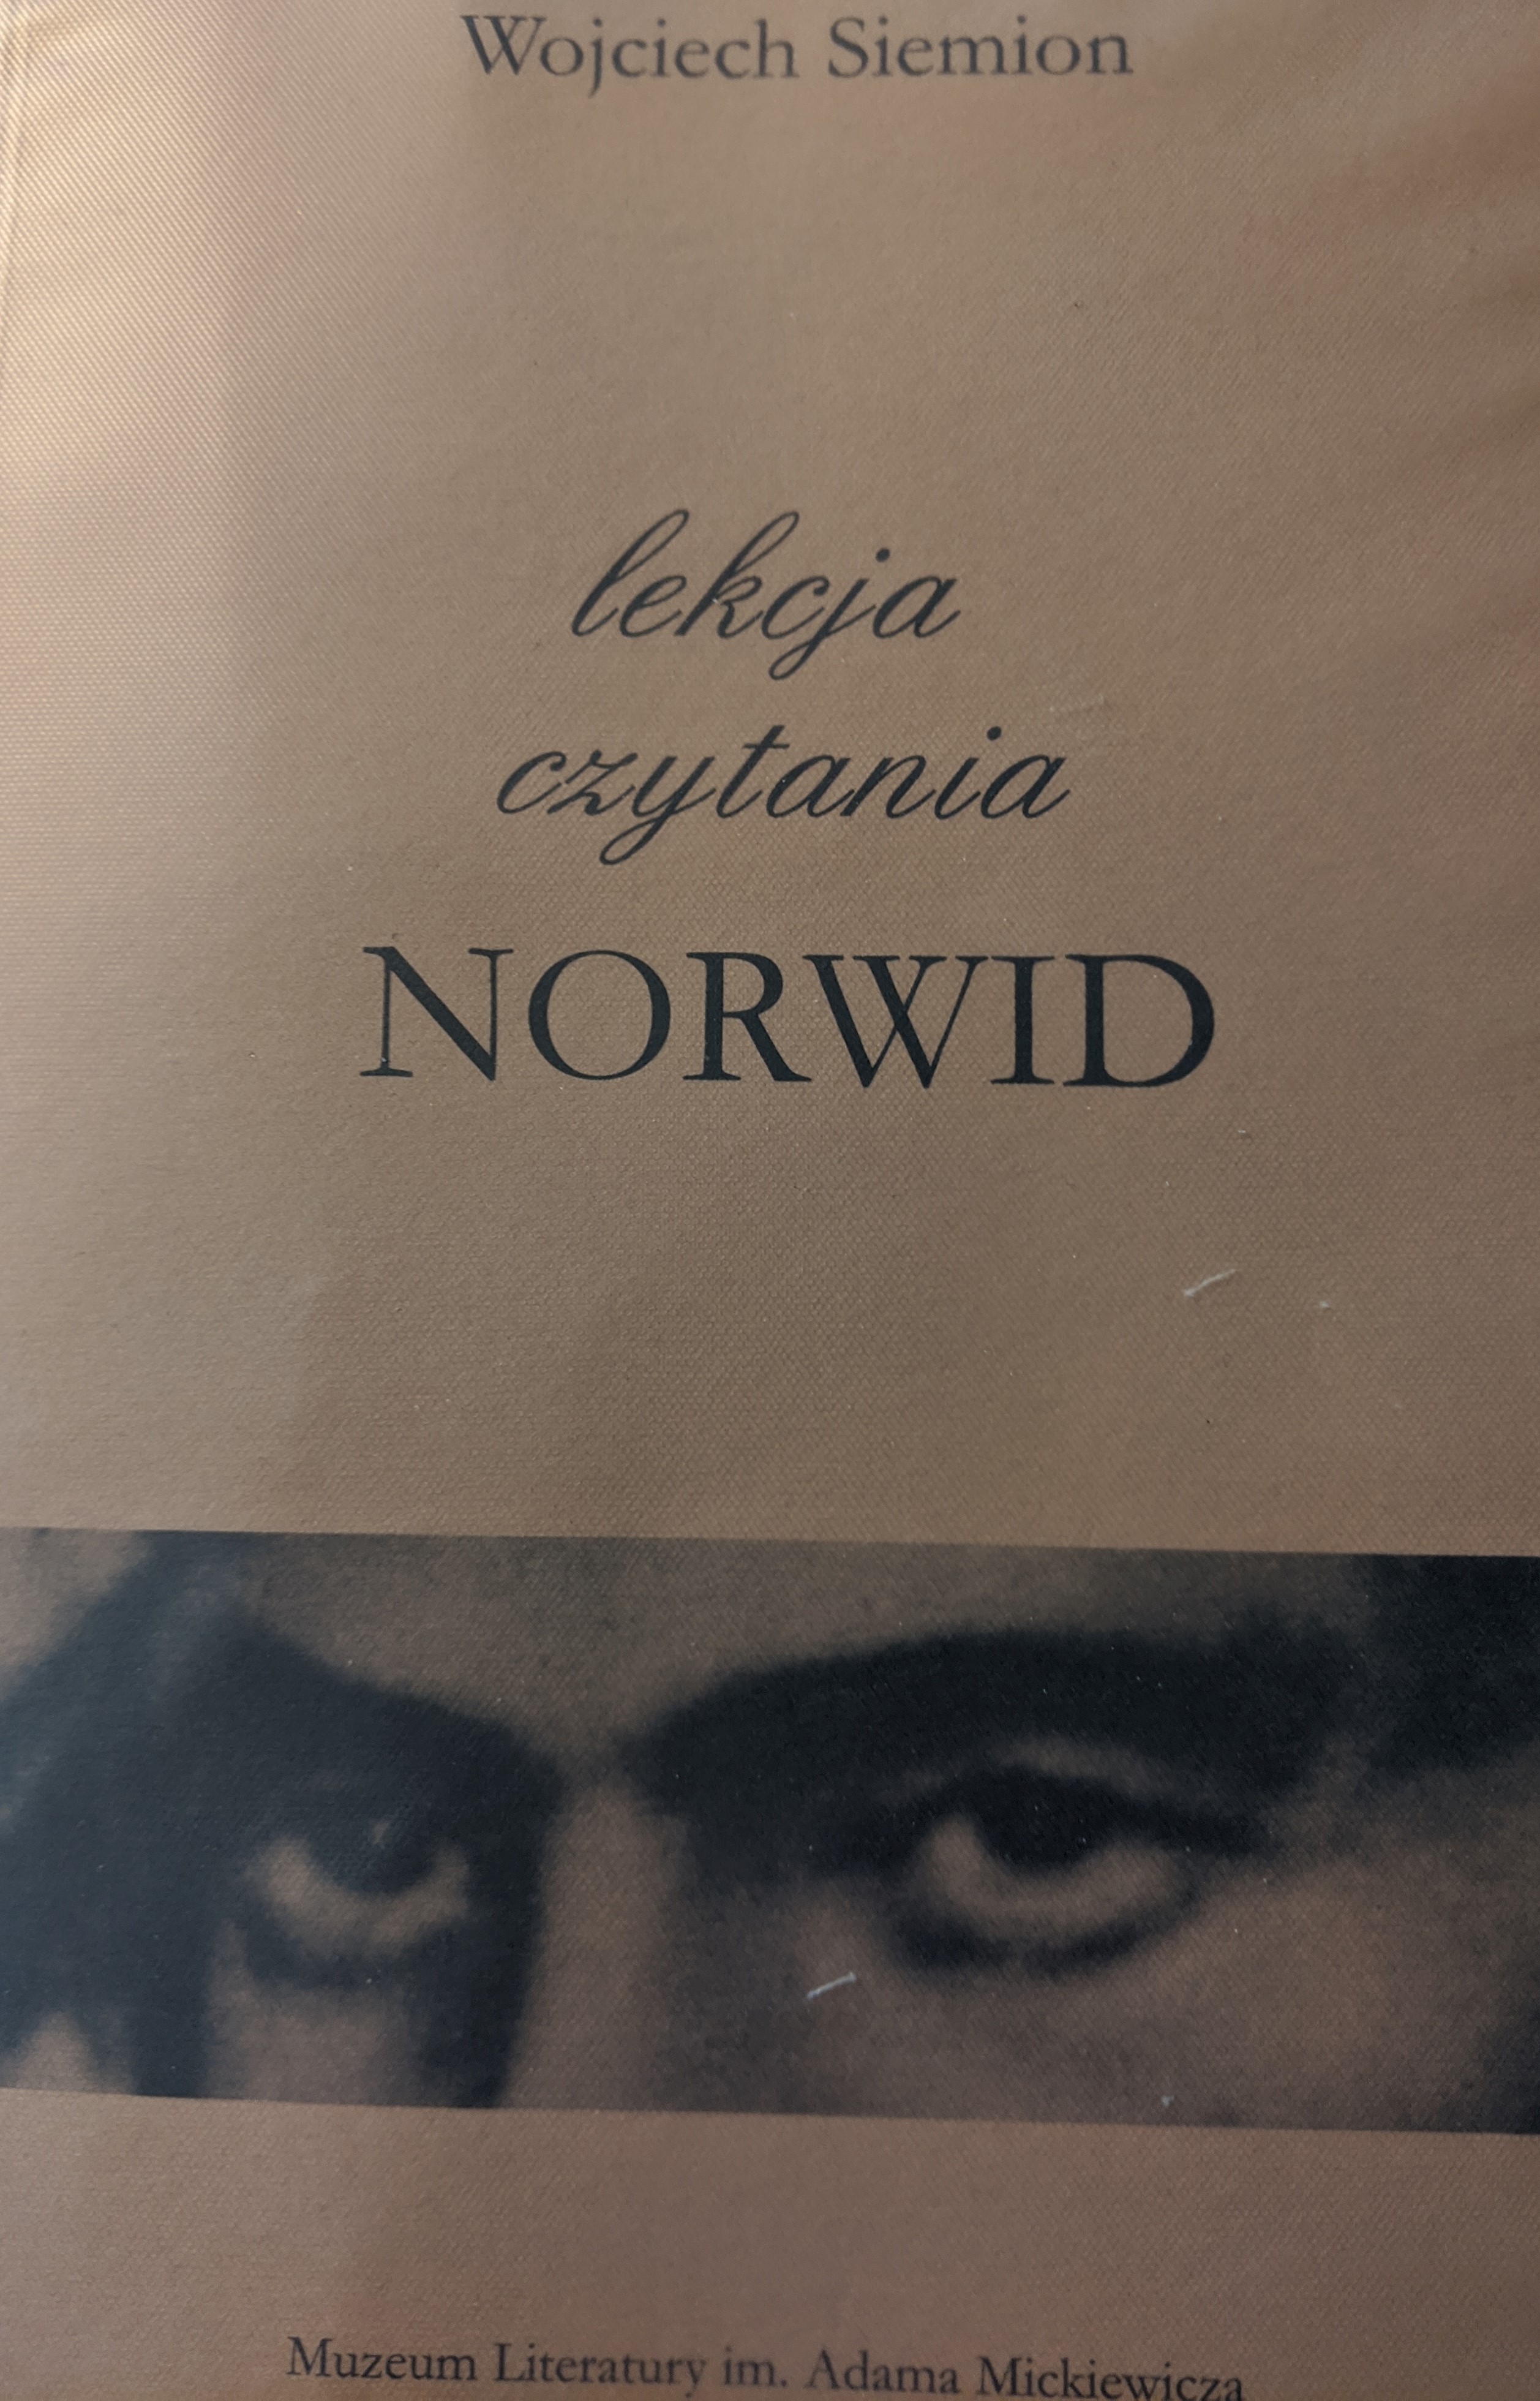 Wojciech Siemion
lekcja
czytania
NORWID
Muzeum Literatury im. Adama Mickiewicza